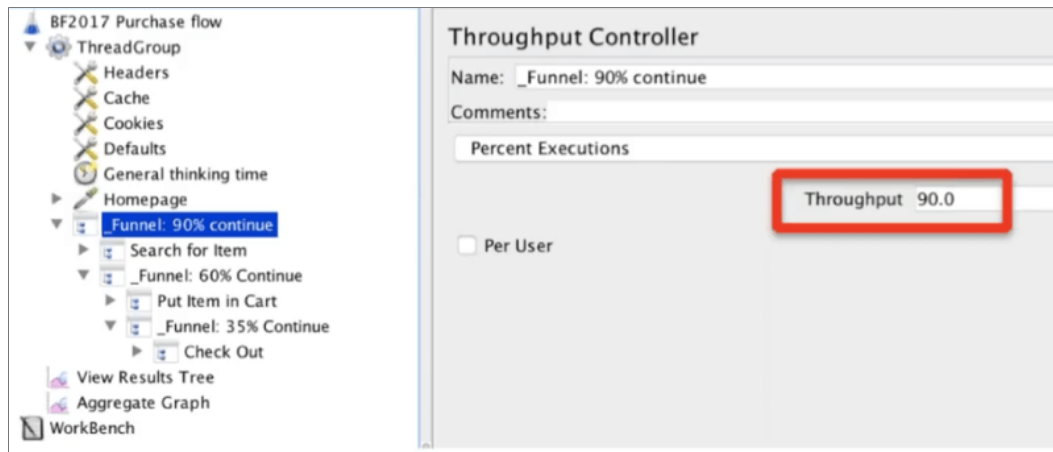 BF2017 Purchase flow
ThreadGroup
Headers
Cache
Cookies
Defaults
General thinking time
Homepage
_Funnel: 90% continue
Search for Item
_Funnel: 60% Continue
Put Item in Cart
_Funnel: 35% Continue
Check Out
View Results Tree
Aggregate Graph
WorkBench
Throughput Controller
Name: _Funnel: 90% continue
Comments:
Percent Executions
Throughput 90.0
Per User